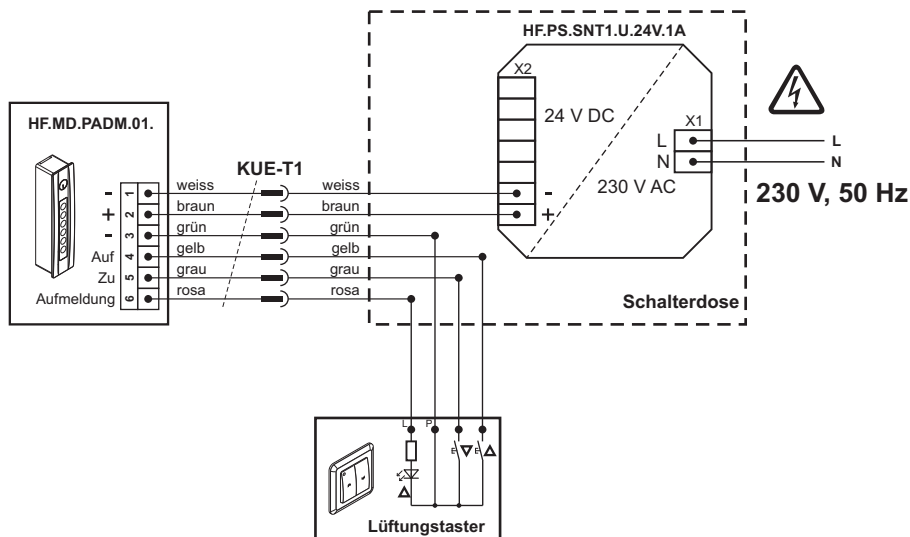 HF.PS.SNT1.U.24V.1A
X2
24 V DC
X1
L
L
N
N
230 V AC
-
+
230 V, 50 Hz
Schalterdose
HF.MD.PADM.01.
KUE-T1
- 1 weiss weiss
+ 2 braun braun
- 3 grün grün
Auf 4 gelb gelb
Zu 5 grau grau
Aufmeldung 6 rosa rosa
L P
E E
Lüftungstaster